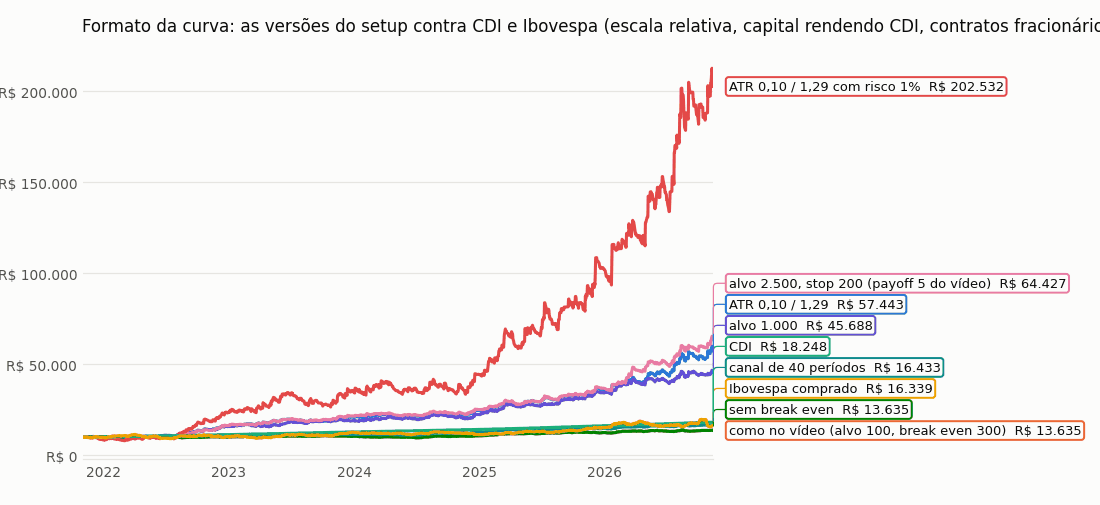 Formato da curva: as versões do setup contra CDI e Ibovespa (escala relativa, capital rendendo CDI, contratos fracionário
R$ 200.000
R$ 150.000
R$ 100.000
R$ 50.000
R$ 0
2022 2023 2024 2025 2026
ATR 0,10 / 1,29 com risco 1% R$ 202.532
alvo 2.500, stop 200 (payoff 5 do vídeo) R$ 64.427
ATR 0,10 / 1,29 R$ 57.443
alvo 1.000 R$ 45.688
CDI R$ 18.248
canal de 40 períodos R$ 16.433
Ibovespa comprado R$ 16.339
sem break even R$ 13.635
como no vídeo (alvo 100, break even 300) R$ 13.635